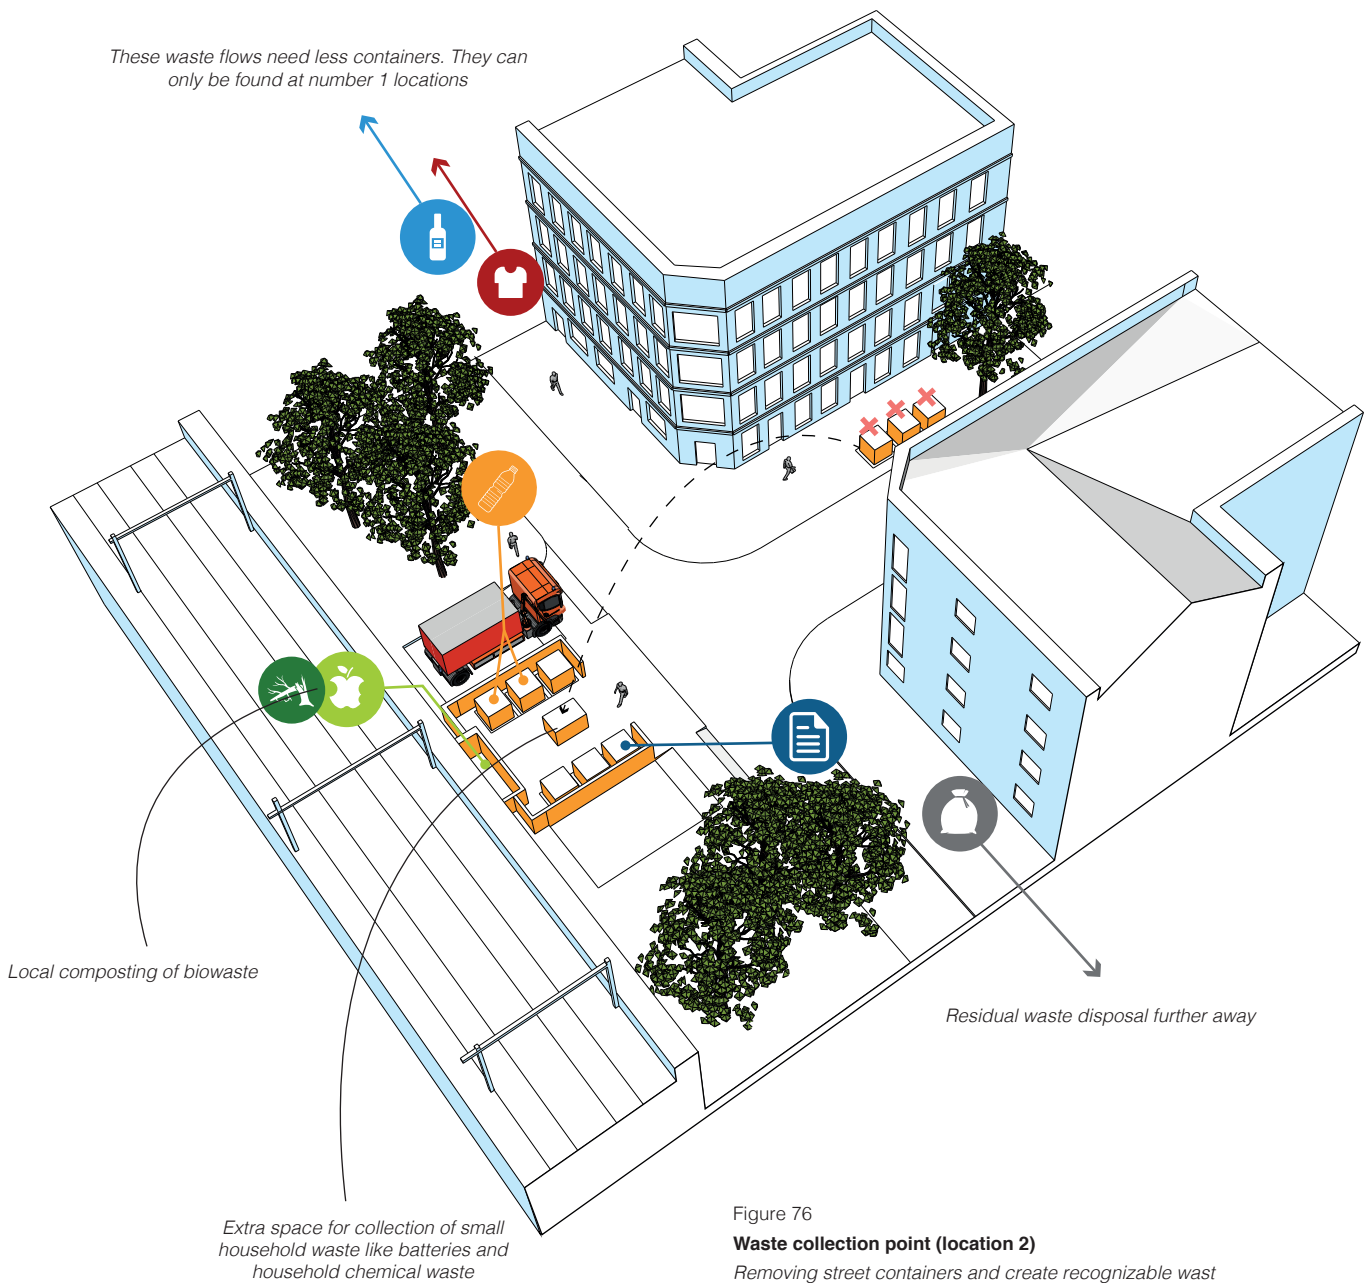 These waste flows need less containers. They can
only be found at number 1 locations
Local composting of biowaste
Residual waste disposal further away
Extra space for collection of small
household waste like batteries and
household chemical waste
Figure 76
Waste collection point (location 2)
Removing street containers and create recognizable wast